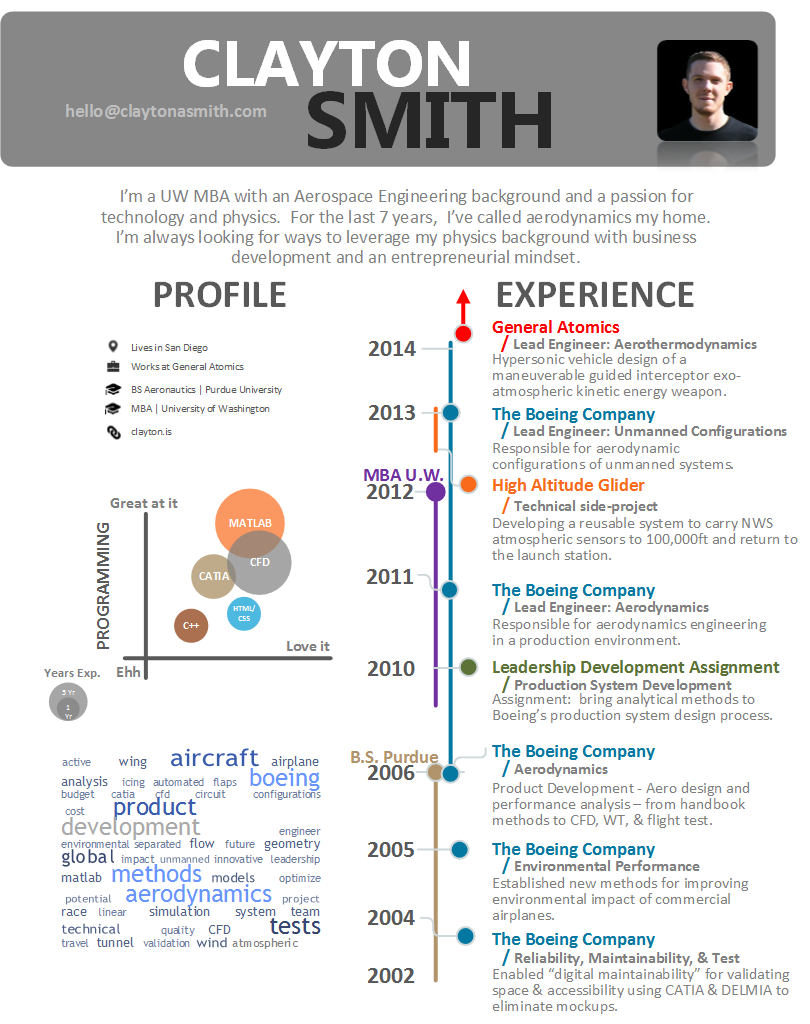 CLAYTON
SMITH
hello@claytonasmith.com
I’m a UW MBA with an Aerospace Engineering background and a passion for
technology and physics.  For the last 7 years,  I’ve called aerodynamics my home.
I’m always looking for ways to leverage my physics background with business
development and an entrepreneurial mindset.
PROFILE
Lives in San Diego
Works at General Atomics
BS Aeronautics | Purdue University
MBA | University of Washington
clayton.is
Great at it
PROGRAMMING
MATLAB
CFD
CATIA
HTML/
CSS
C++
Love it
Ehh
Years Exp.
5 Yr
1
Yr
active wing aircraft airplane
analysis icing automated flaps boeing
budget catia cfd circuit configurations
cost product
development engineer
environmental separated flow future geometry
global impact unmanned innovative leadership
matlab methods models optimize
potential aerodynamics project
race linear simulation system team
technical quality CFD tests
travel tunnel validation wind atmospheric
EXPERIENCE
2014
General Atomics
/ Lead Engineer: Aerothermodynamics
Hypersonic vehicle design of a
maneuverable guided interceptor exo-
atmospheric kinetic energy weapon.
2013
The Boeing Company
/ Lead Engineer: Unmanned Configurations
Responsible for aerodynamic
configurations of unmanned systems.
MBA U.W.
2012
High Altitude Glider
/ Technical side-project
Developing a reusable system to carry NWS
atmospheric sensors to 100,000ft and return to
the launch station.
2011
The Boeing Company
/ Lead Engineer: Aerodynamics
Responsible for aerodynamics engineering
in a production environment.
2010
Leadership Development Assignment
/ Production System Development
Assignment:  bring analytical methods to
Boeing’s production system design process.
B.S. Purdue
2006
The Boeing Company
/ Aerodynamics
Product Development - Aero design and
performance analysis – from handbook
methods to CFD, WT, & flight test.
2005
The Boeing Company
/ Environmental Performance
Established new methods for improving
environmental impact of commercial
airplanes.
2004
The Boeing Company
/ Reliability, Maintainability, & Test
Enabled “digital maintainability” for validating
space & accessibility using CATIA & DELMIA to
eliminate mockups.
2002